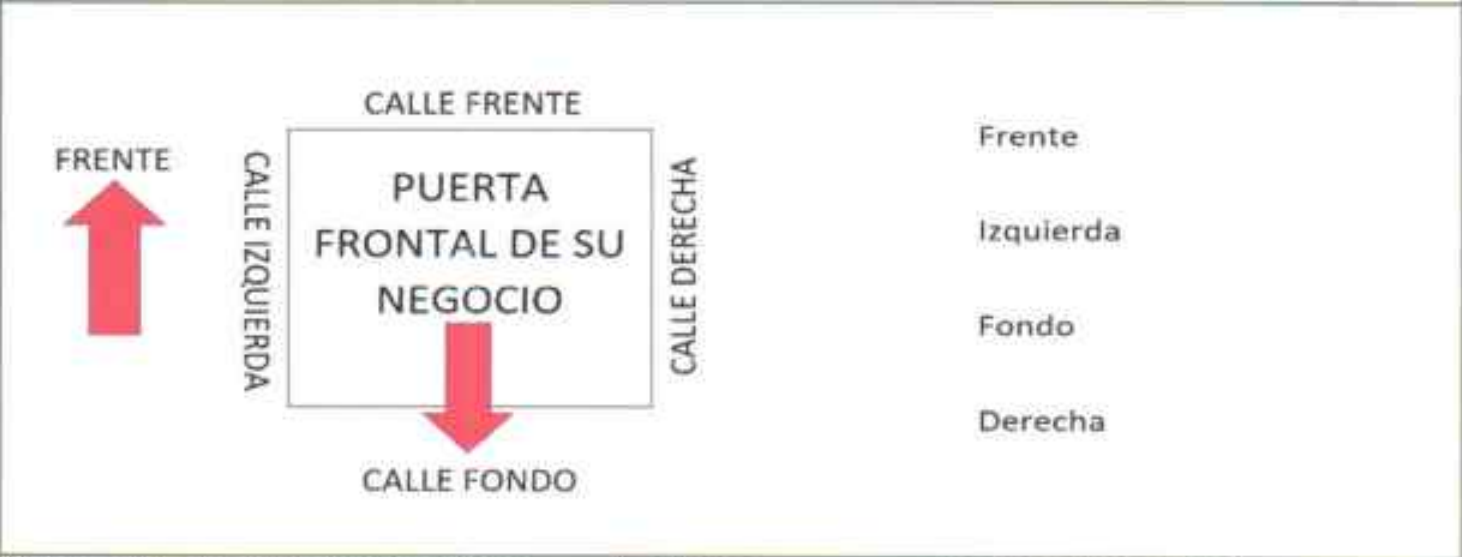 CALLE FRENTE
FRENTE
CALLE IZQUIERDA
PUERTA
FRONTAL DE SU
NEGOCIO
CALLE DERECHA
CALLE FONDO
Frente
Izquierda
Fondo
Derecha